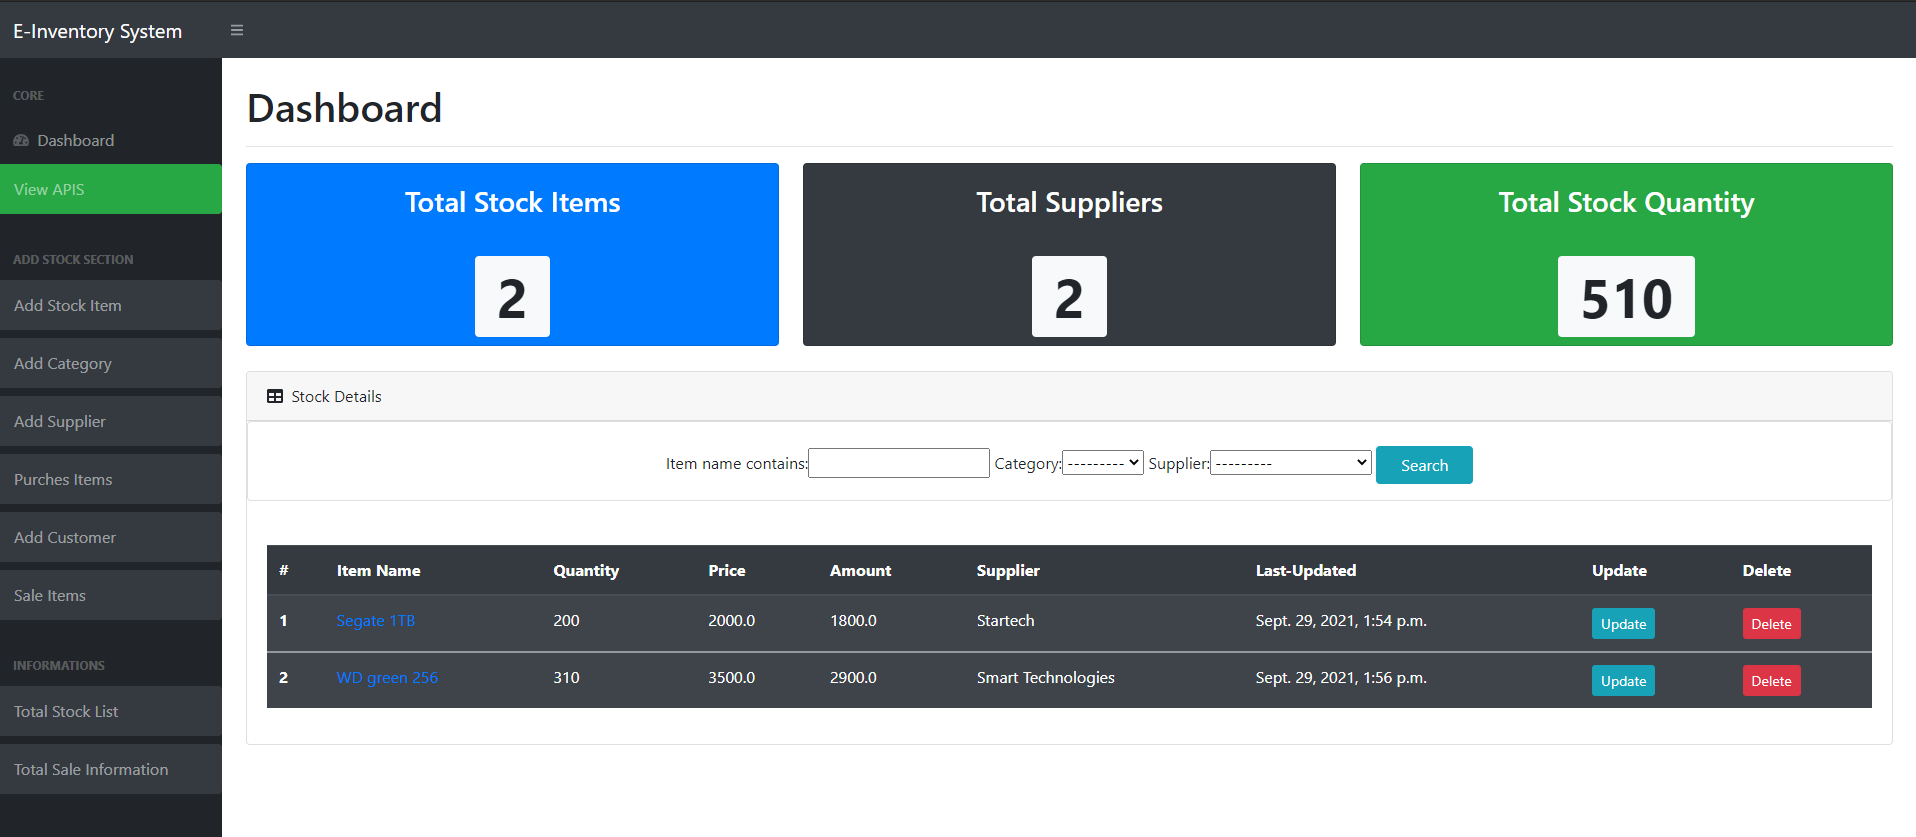 E-Inventory System
CORE
Dashboard
View APIS
ADD STOCK SECTION
Add Stock Item
Add Category
Add Supplier
Purches Items
Add Customer
Sale Items
INFORMATIONS
Total Stock List
Total Sale Information
Dashboard
Total Stock Items
2
Total Suppliers
2
Total Stock Quantity
510
Stock Details
Item name contains: Category: --------- Supplier: --------- Search
# Item Name Quantity Price Amount Supplier Last-Updated Update Delete
1 Segate 1TB 200 2000.0 1800.0 Startech Sept. 29, 2021, 1:54 p.m. Update Delete
2 WD green 256 310 3500.0 2900.0 Smart Technologies Sept. 29, 2021, 1:56 p.m. Update Delete